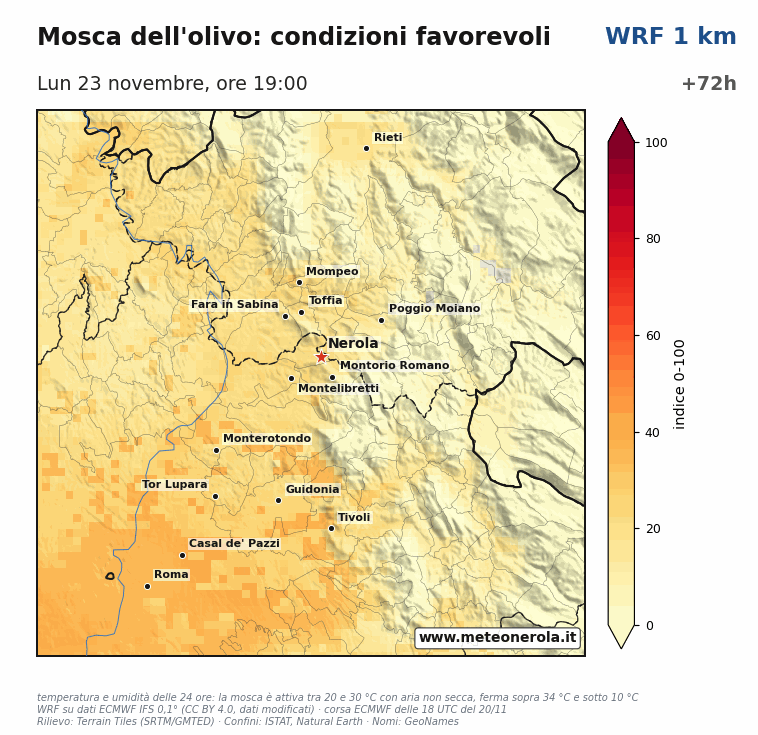 Mosca dell'olivo: condizioni favorevoli
WRF 1 km
Lun 23 novembre, ore 19:00
+72h
Rieti
Mompeo
Fara in Sabina
Toffia
Poggio Moiano
Nerola
Montorio Romano
Montelibretti
Monterotondo
Tor Lupara
Guidonia
Tivoli
Casal de' Pazzi
Roma
www.meteonerola.it
100
80
60
40
20
0
indice 0-100
temperatura e umidità delle 24 ore: la mosca è attiva tra 20 e 30 °C con aria non secca, ferma sopra 34 °C e sotto 10 °C
WRF su dati ECMWF IFS 0,1° (CC BY 4.0, dati modificati) · corsa ECMWF delle 18 UTC del 20/11
Rilievo: Terrain Tiles (SRTM/GMTED) · Confini: ISTAT, Natural Earth · Nomi: GeoNames